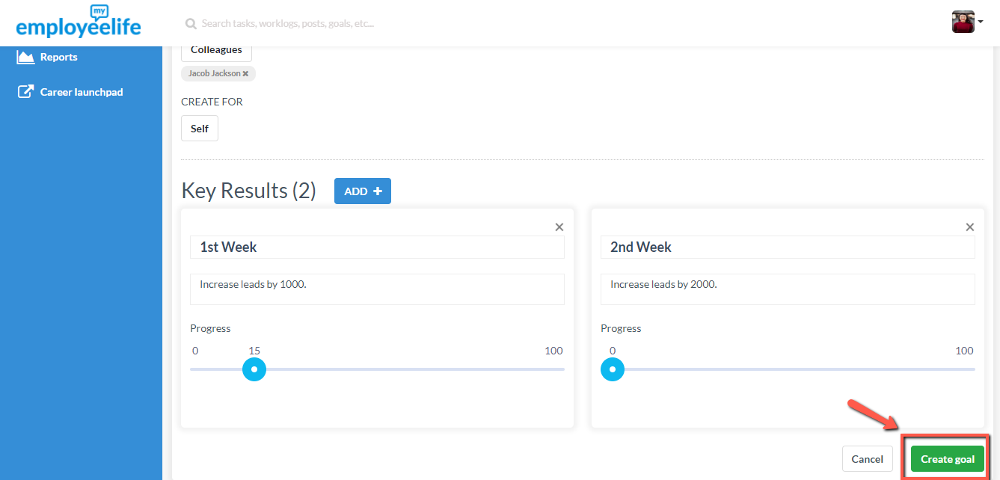 my
employeelife
Search tasks, worklogs, posts, goals, etc...
Reports
Career launchpad
Colleagues
Jacob Jackson ✖
CREATE FOR
Self
Key Results (2)
ADD +
1st Week
Increase leads by 1000.
Progress
0 15 100
2nd Week
Increase leads by 2000.
Progress
0 100
Cancel
Create goal